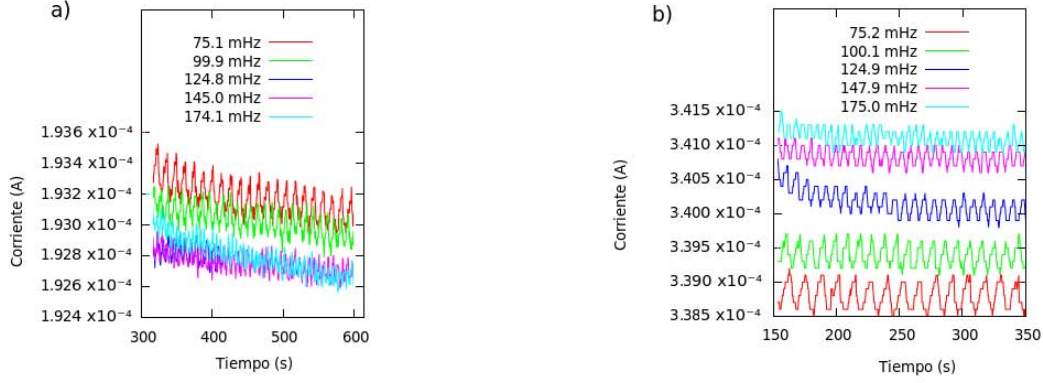 a)
75.1 mHz
99.9 mHz
124.8 mHz
145.0 mHz
174.1 mHz
1.936 x10⁻⁴
1.934 x10⁻⁴
1.932 x10⁻⁴
1.930 x10⁻⁴
1.928 x10⁻⁴
1.926 x10⁻⁴
1.924 x10⁻⁴
Corriente (A)
300 400 500 600
Tiempo (s)
b)
75.2 mHz
100.1 mHz
124.9 mHz
147.9 mHz
175.0 mHz
3.415 x10⁻⁴
3.410 x10⁻⁴
3.405 x10⁻⁴
3.400 x10⁻⁴
3.395 x10⁻⁴
3.390 x10⁻⁴
3.385 x10⁻⁴
Corriente (A)
150 200 250 300 350
Tiempo (s)